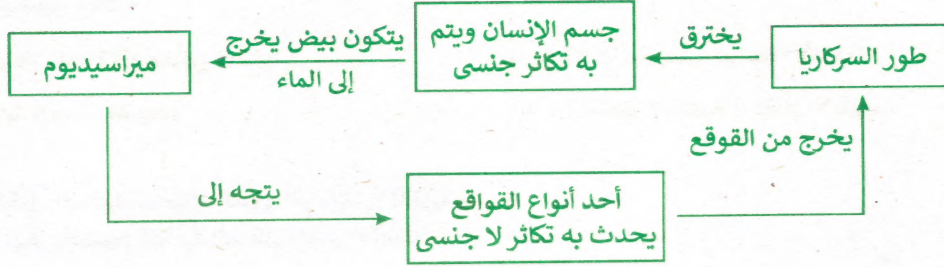 طور السركاريا
يخترق
جسم الإنسان ويتم
به تكاثر جنسى
يتكون بيض يخرج
إلى الماء
ميراسيديوم
يتجه إلى
أحد أنواع القواقع
يحدث به تكاثر لا جنسى
يخرج من القوقع